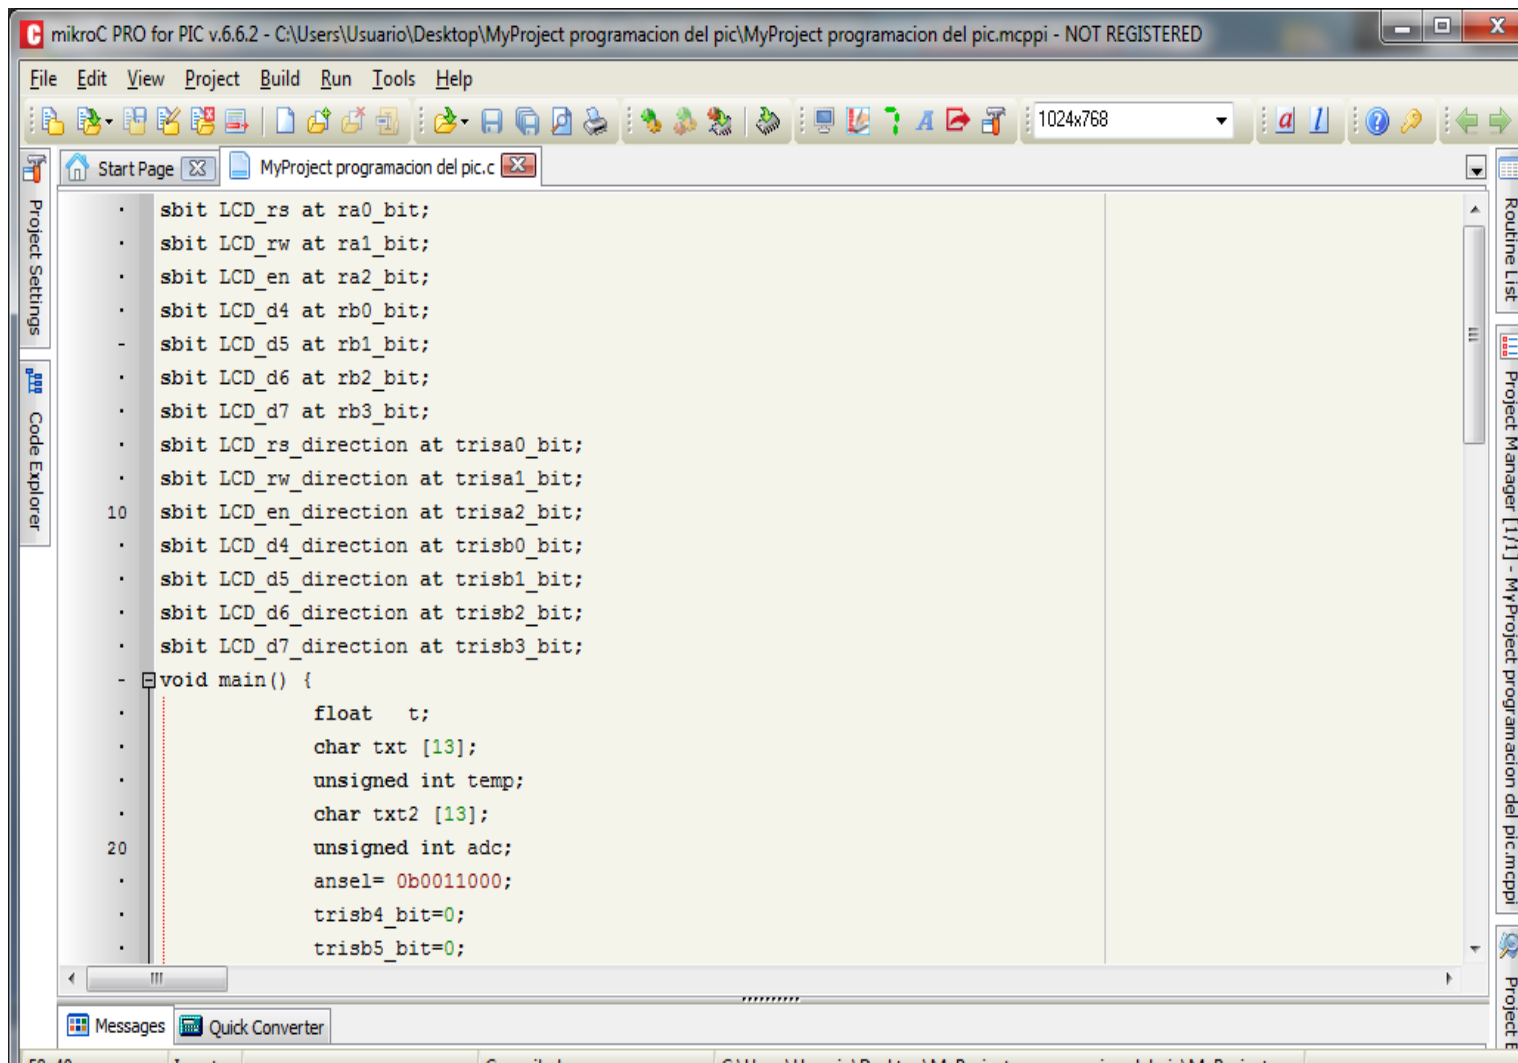 mikroC PRO for PIC v.6.6.2 - C:\Users\Usuario\Desktop\MyProject programacion del pic\MyProject programacion del pic.mcppi - NOT REGISTERED
File Edit View Project Build Run Tools Help
1024x768
Start Page
MyProject programacion del pic.c
Project Settings
Code Explorer
sbit LCD_rs at ra0_bit;
sbit LCD_rw at ra1_bit;
sbit LCD_en at ra2_bit;
sbit LCD_d4 at rb0_bit;
sbit LCD_d5 at rb1_bit;
sbit LCD_d6 at rb2_bit;
sbit LCD_d7 at rb3_bit;
sbit LCD_rs_direction at trisa0_bit;
sbit LCD_rw_direction at trisa1_bit;
10 sbit LCD_en_direction at trisa2_bit;
sbit LCD_d4_direction at trisb0_bit;
sbit LCD_d5_direction at trisb1_bit;
sbit LCD_d6_direction at trisb2_bit;
sbit LCD_d7_direction at trisb3_bit;
void main() {
float t;
char txt [13];
unsigned int temp;
char txt2 [13];
20 unsigned int adc;
ansel= 0b0011000;
trisb4_bit=0;
trisb5_bit=0;
Routine List
Project Manager [1/1] - MyProject programacion del pic.mcppi
Project E
Messages
Quick Converter